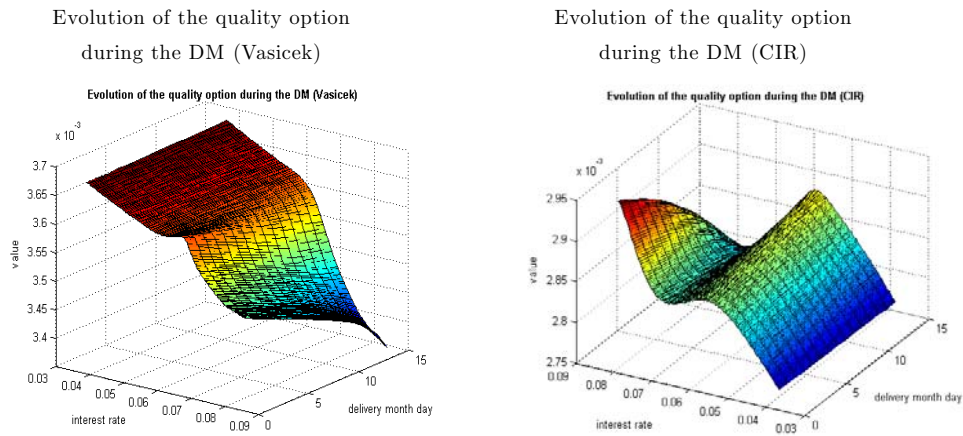 Evolution of the quality option
during the DM (Vasicek)
Evolution of the quality option during the DM (Vasicek)
x 10⁻³
3.7
3.65
3.6
3.55
3.5
3.45
3.4
value
0.03
0.04
0.05
0.06
0.07
0.08
0.09
interest rate
0
5
10
15
delivery month day
Evolution of the quality option
during the DM (CIR)
Evolution of the quality option during the DM (CIR)
x 10⁻³
2.95
2.9
2.85
2.8
2.75
value
0.09
0.08
0.07
0.06
0.05
0.04
0.03
interest rate
0
5
10
15
delivery month day